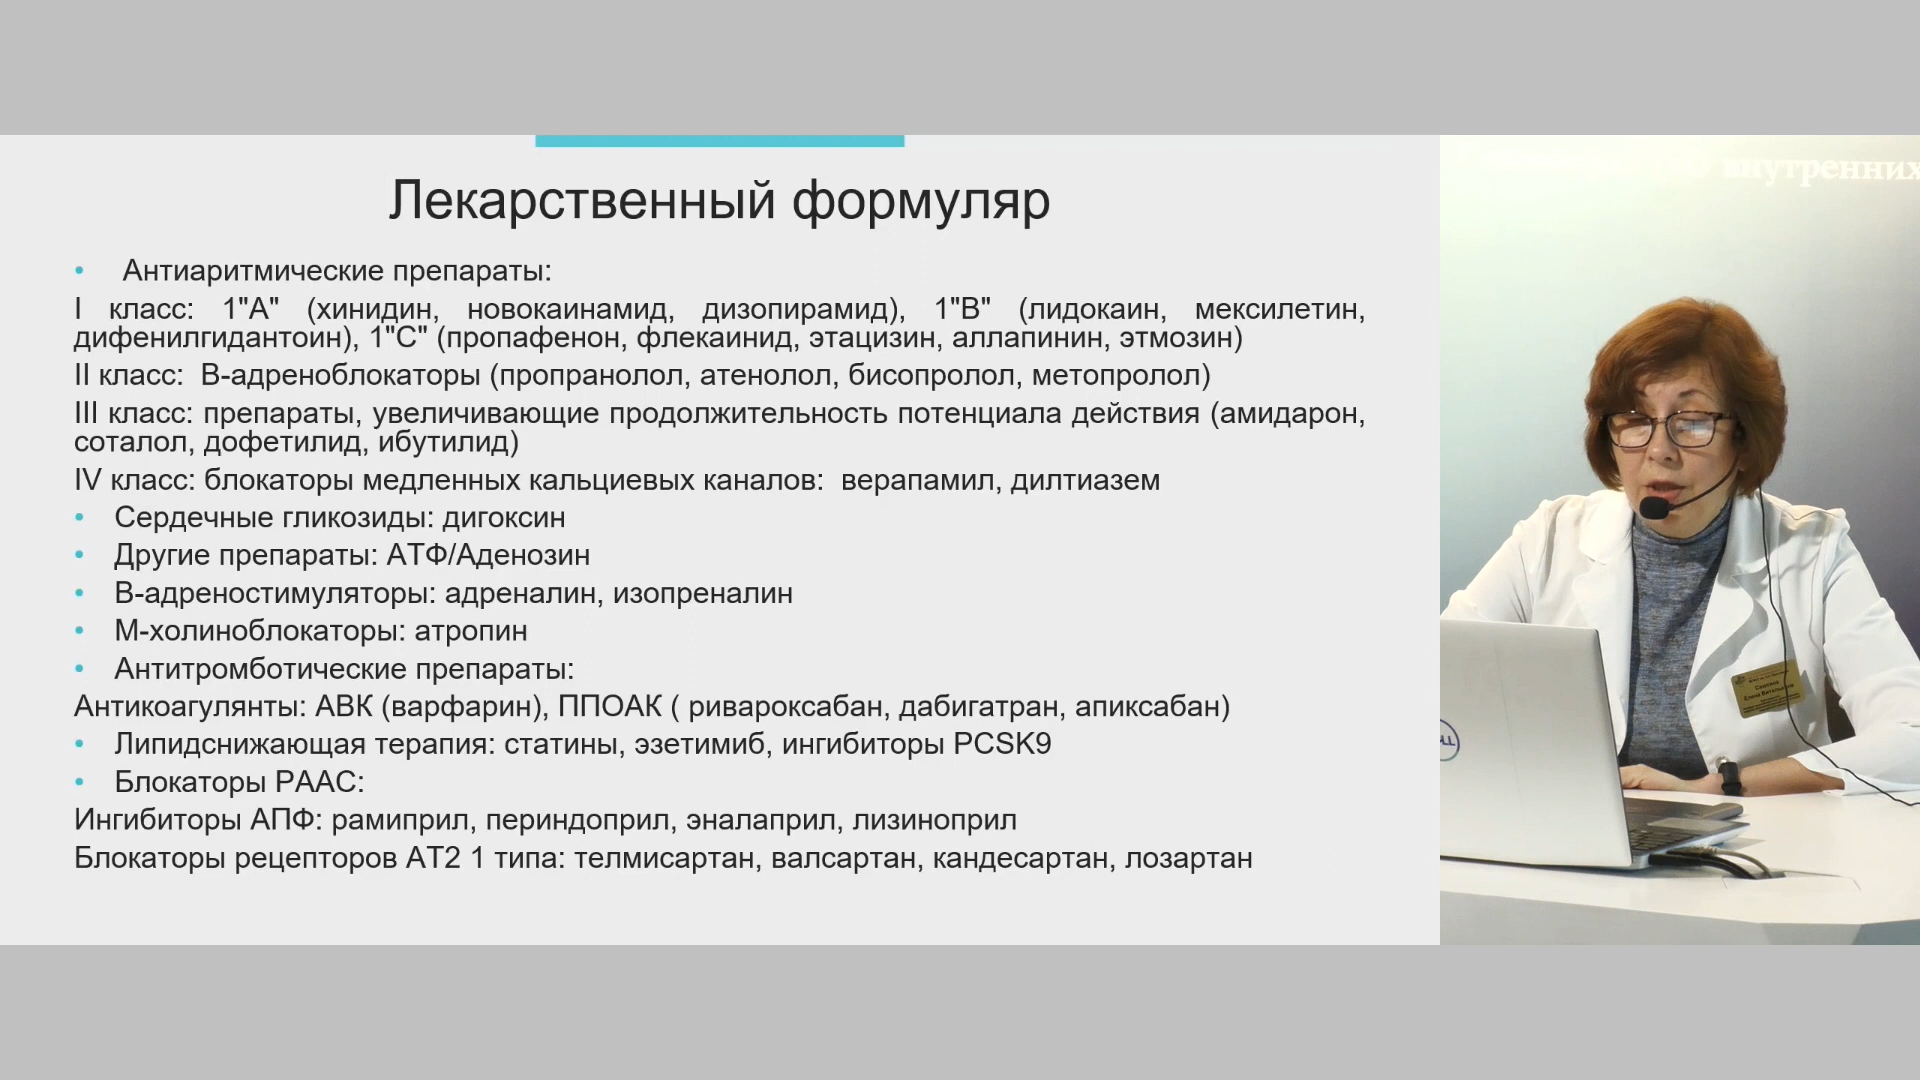 Лекарственный формуляр
• Антиаритмические препараты:
I класс: 1"А" (хинидин, новокаинамид, дизопирамид), 1"В" (лидокаин, мексилетин,
дифенилгидантоин), 1"С" (пропафенон, флекаинид, этацизин, аллапинин, этмозин)
II класс: В-адреноблокаторы (пропранолол, атенолол, бисопролол, метопролол)
III класс: препараты, увеличивающие продолжительность потенциала действия (амидарон,
соталол, дофетилид, ибутилид)
IV класс: блокаторы медленных кальциевых каналов: верапамил, дилтиазем
• Сердечные гликозиды: дигоксин
• Другие препараты: АТФ/Аденозин
• В-адреностимуляторы: адреналин, изопреналин
• М-холиноблокаторы: атропин
• Антитромботические препараты:
Антикоагулянты: АВК (варфарин), ППОАК ( ривароксабан, дабигатран, апиксабан)
• Липидснижающая терапия: статины, эзетимиб, ингибиторы PCSK9
• Блокаторы РААС:
Ингибиторы АПФ: рамиприл, периндоприл, эналаприл, лизиноприл
Блокаторы рецепторов АТ2 1 типа: телмисартан, валсартан, кандесартан, лозартан
внутренних